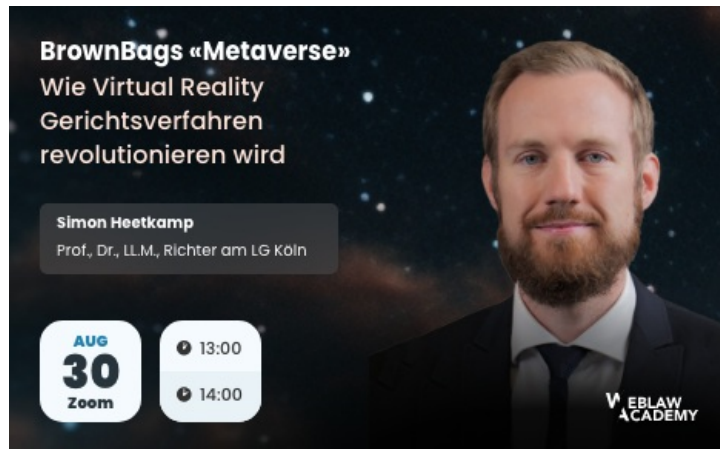 BrownBags «Metaverse»
Wie Virtual Reality
Gerichtsverfahren
revolutionieren wird
Simon Heetkamp
Prof., Dr., LL.M., Richter am LG Köln
AUG
30
Zoom
13:00
14:00
WEBLAW
ACADEMY